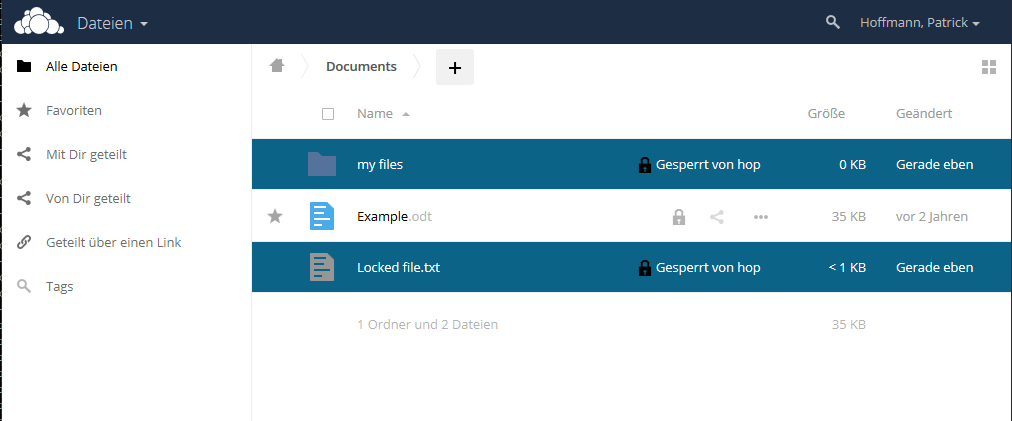 Dateien
Hoffmann, Patrick
Alle Dateien
Favoriten
Mit Dir geteilt
Von Dir geteilt
Geteilt über einen Link
Tags
Documents
+
Name Größe Geändert
my files Gesperrt von hop 0 KB Gerade eben
Example.odt 35 KB vor 2 Jahren
Locked file.txt Gesperrt von hop < 1 KB Gerade eben
1 Ordner und 2 Dateien 35 KB